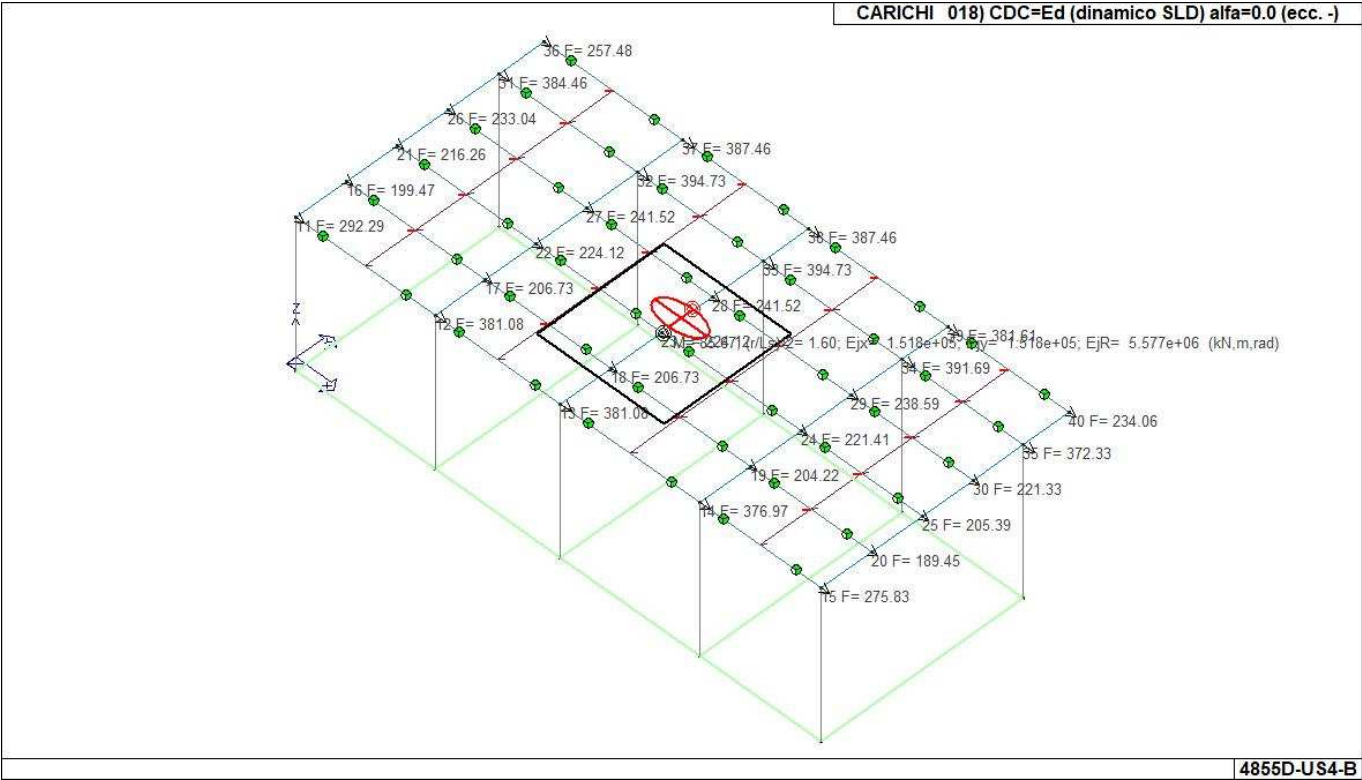 CARICHI 018) CDC=Ed (dinamico SLD) alfa=0.0 (ecc. -)
36 F= 257.48
31 F= 384.46
26 F= 233.04
37 F= 387.46
21 F= 216.26
32 F= 394.73
16 F= 199.47
27 F= 241.52
11 F= 292.29
38 F= 387.46
22 F= 224.12
33 F= 394.73
17 F= 206.73
28 F= 241.52
Z
12 F= 381.08
39 F= 381.61
1.60; Ejx= 1.518e+05; 1.518e+05; EjR= 5.577e+06 (kN,m,rad)
34 F= 391.69
18 F= 206.73
29 F= 238.59
13 F= 381.08
40 F= 234.06
24 F= 221.41
35 F= 372.33
19 F= 204.22
30 F= 221.33
14 F= 376.97
25 F= 205.39
20 F= 189.45
15 F= 275.83
4855D-US4-B